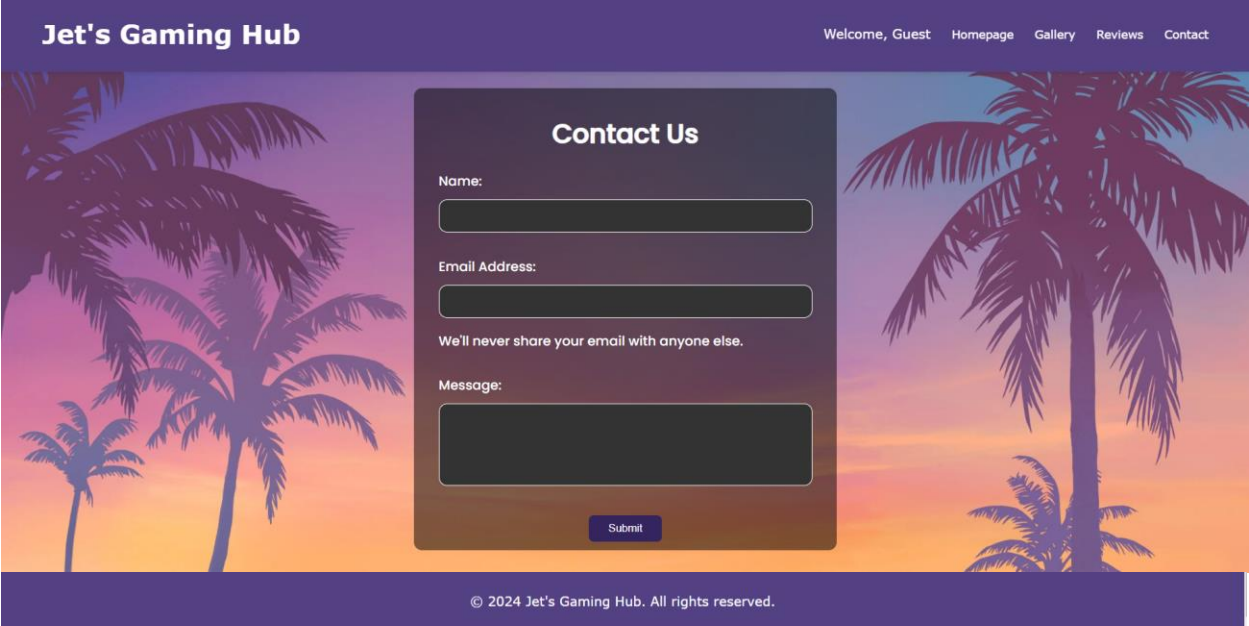 Jet's Gaming Hub
Welcome, Guest Homepage Gallery Reviews Contact
Contact Us
Name:
Email Address:
We'll never share your email with anyone else.
Message:
Submit
© 2024 Jet's Gaming Hub. All rights reserved.